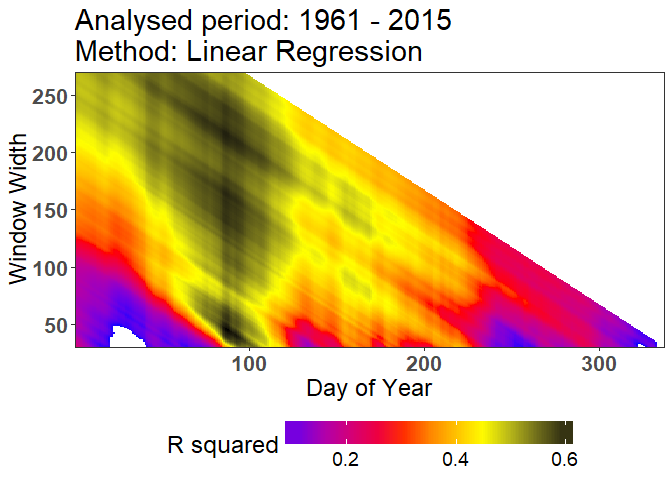 Analysed period: 1961 - 2015
Method: Linear Regression
250
200
150
100
50
Window Width
100 200 300
Day of Year
R squared
0.2 0.4 0.6